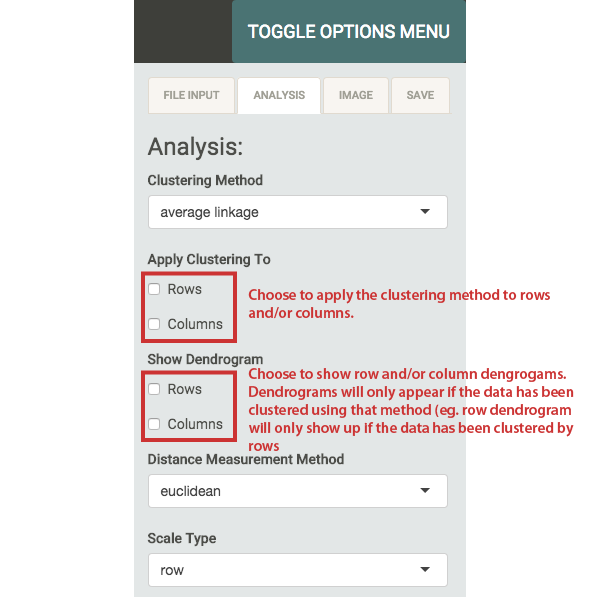 TOGGLE OPTIONS MENU
FILE INPUT
ANALYSIS
IMAGE
SAVE
Analysis:
Clustering Method
average linkage
Apply Clustering To
Rows
Columns
Choose to apply the clustering method to rows
and/or columns.
Show Dendrogram
Rows
Columns
Choose to show row and/or column dengrogams.
Dendrograms will only appear if the data has been
clustered using that method (eg. row dendrogram
will only show up if the data has been clustered by
rows
Distance Measurement Method
euclidean
Scale Type
row